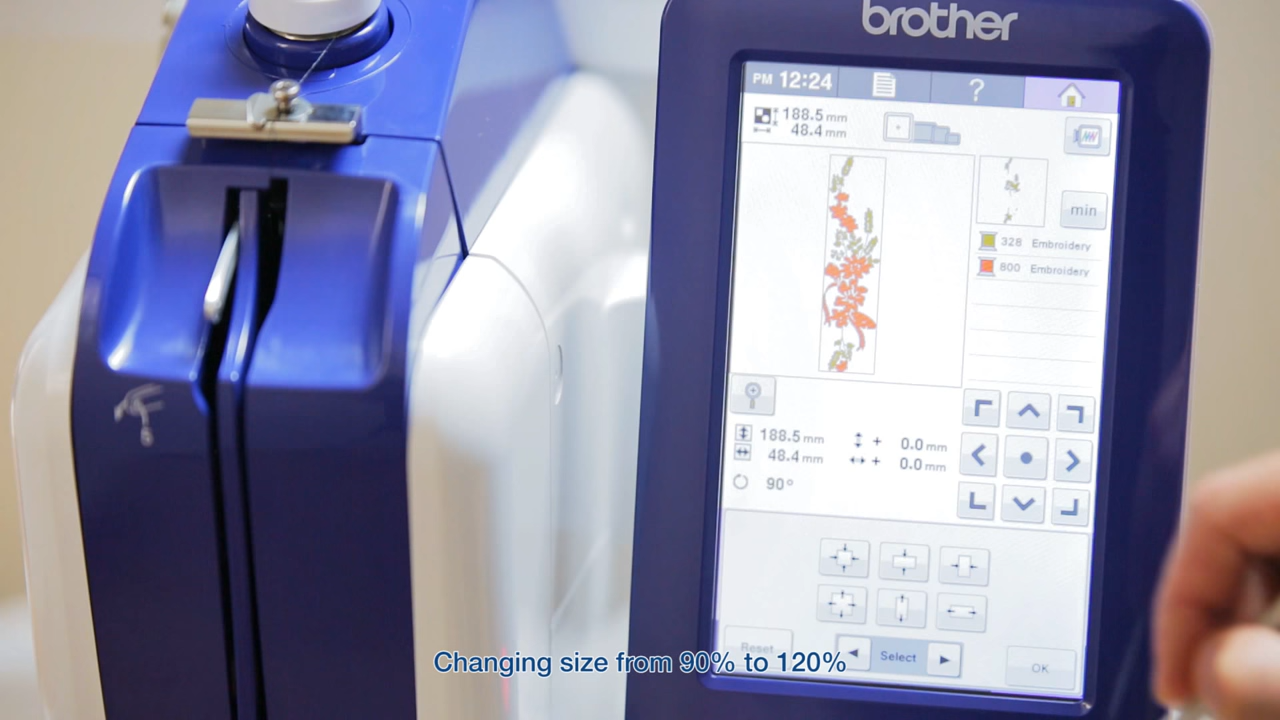 brother
PM 12:24
?
188.5 mm
48.4 mm
min
328 Embroidery
800 Embroidery
188.5 mm
48.4 mm
+ 0.0 mm
+ 0.0 mm
90°
Reset
Select
OK
Changing size from 90% to 120%